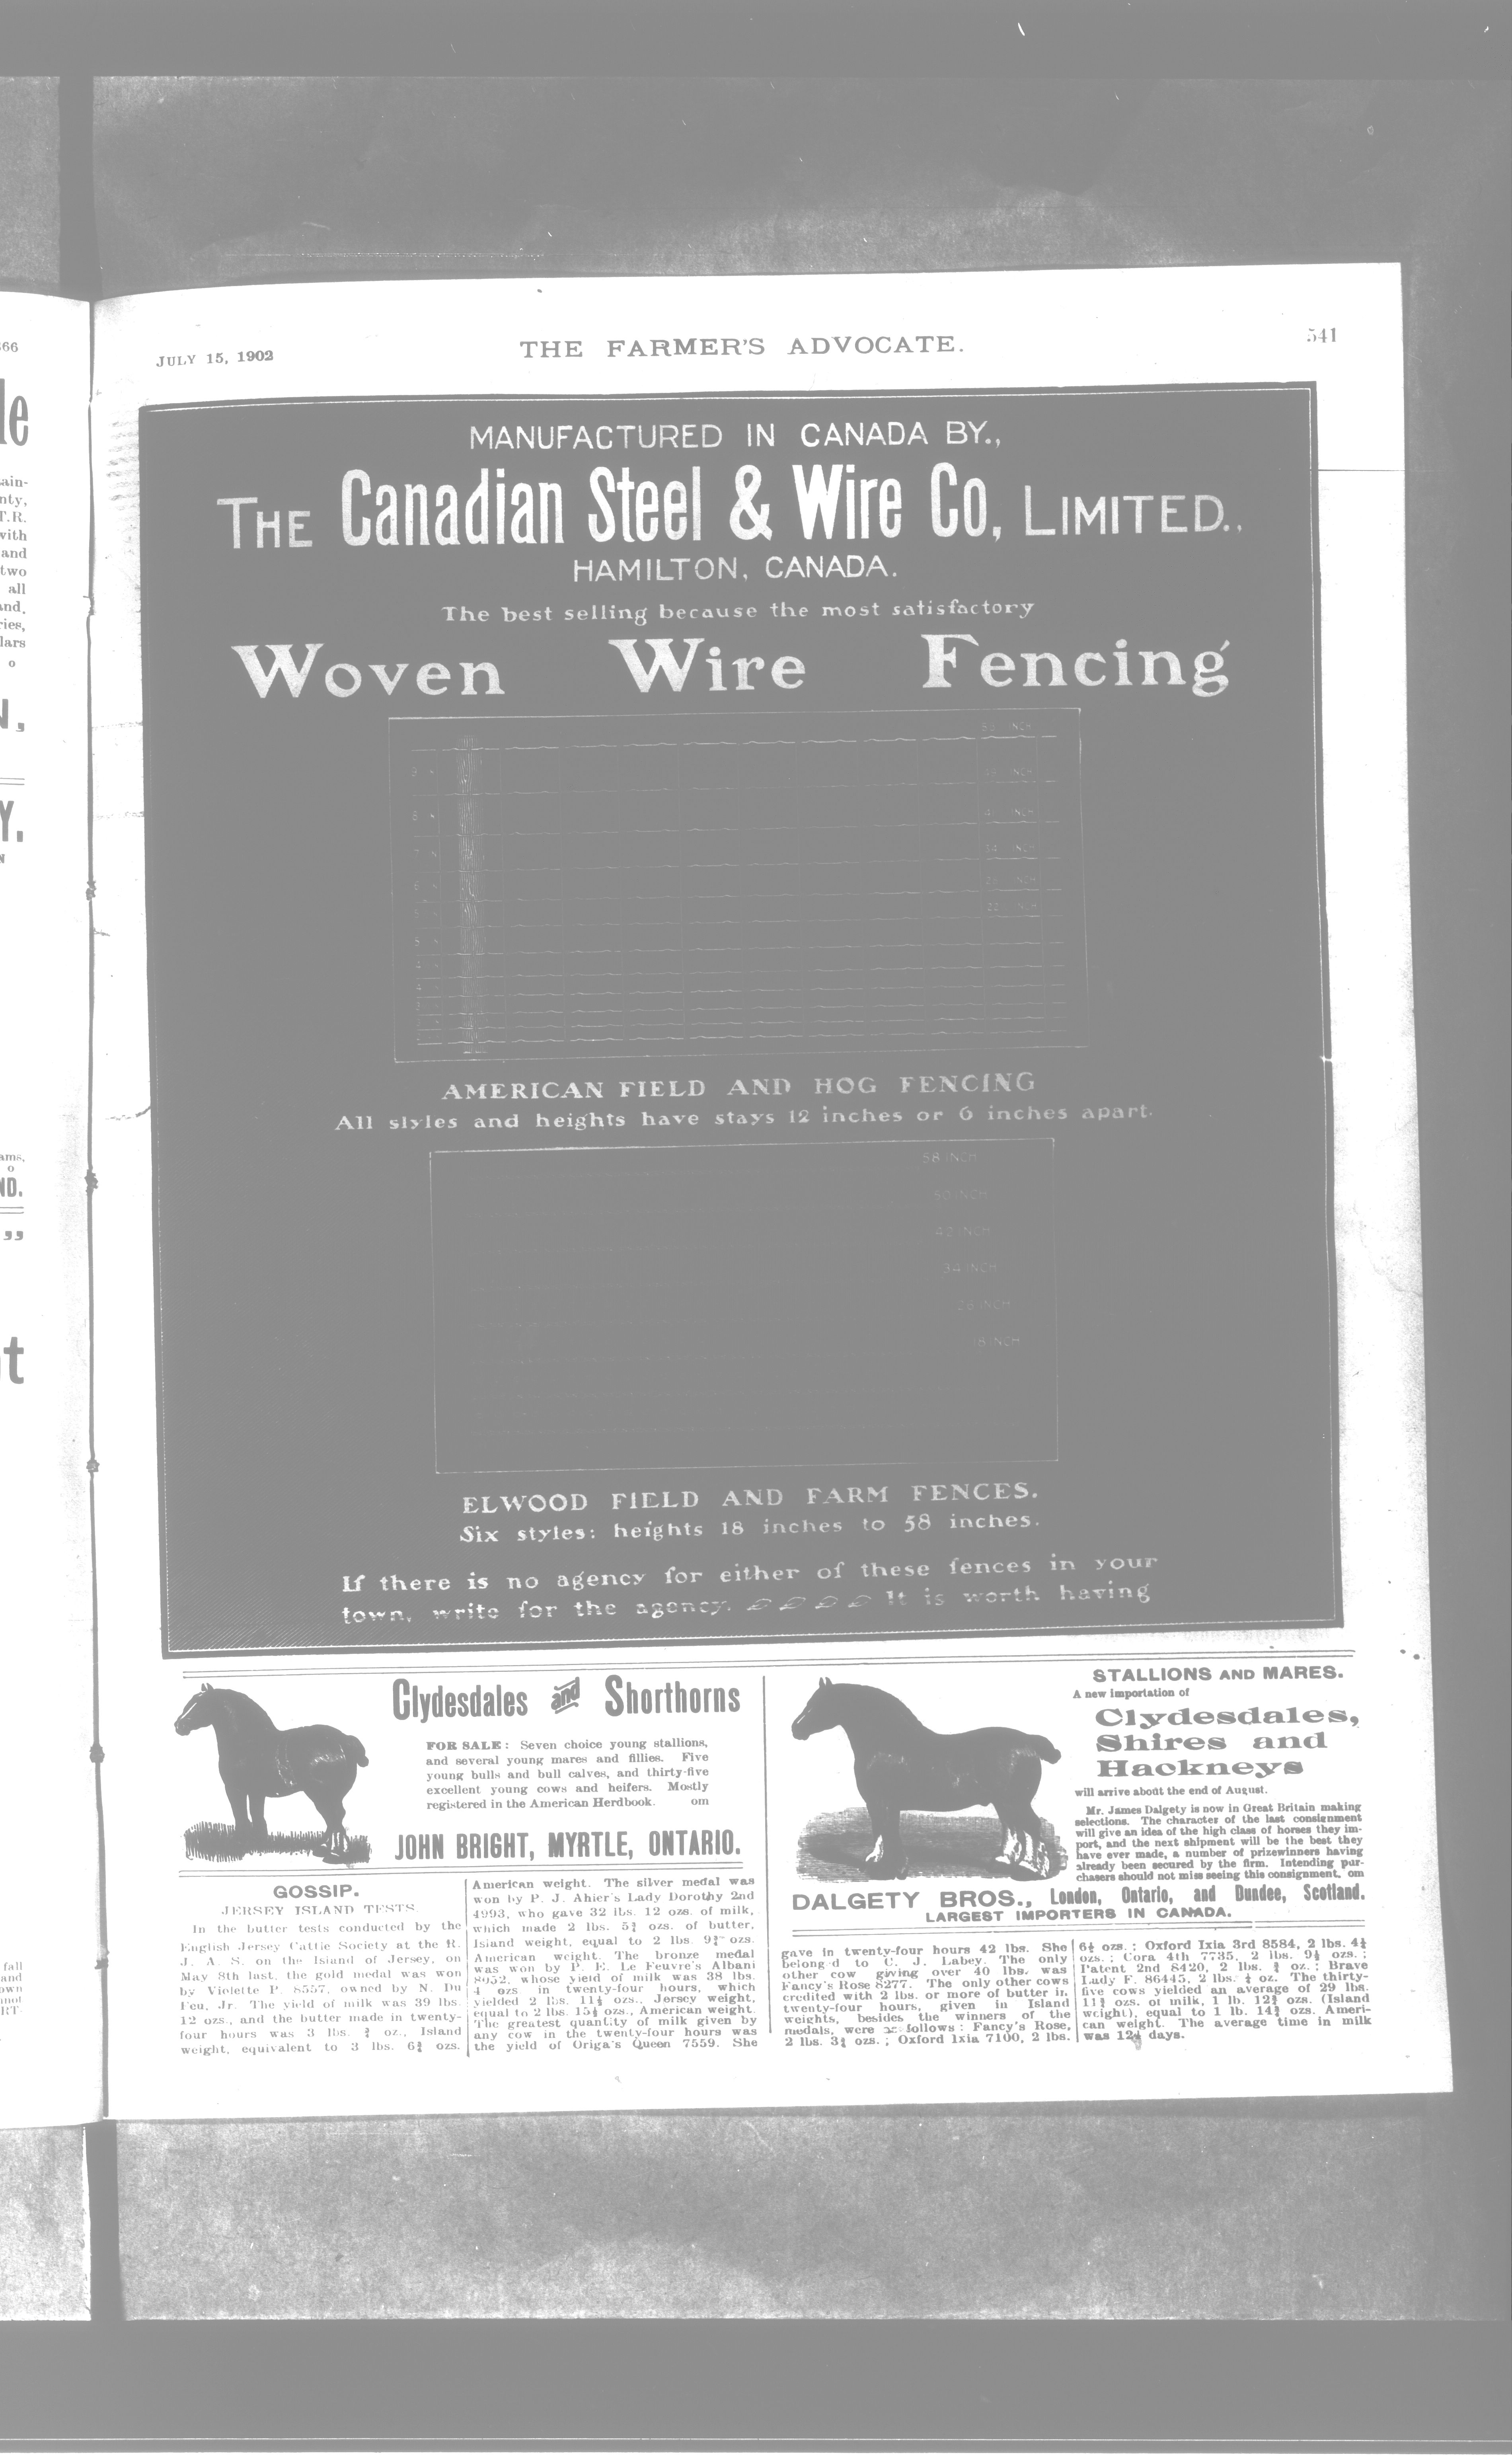 JULY 15, 1902
THE FARMER'S ADVOCATE.
541
MANUFACTURED IN CANADA BY.,
THE Canadian Steel & Wire Co, LIMITED.,
HAMILTON, CANADA.
The best selling because the most satisfactory
Woven Wire Fencing
INCH
INCH
INCH
INCH
INCH
22 INCH
AMERICAN FIELD AND HOG FENCING
All styles and heights have stays 12 inches or 6 inches apart.
58 INCH
50 INCH
42 INCH
34 INCH
26 INCH
18 INCH
ELWOOD FIELD AND FARM FENCES.
Six styles: heights 18 inches to 58 inches.
If there is no agency for either of these fences in your
town, write for the agency. It is worth having
Clydesdales and Shorthorns
FOR SALE: Seven choice young stallions,
and several young mares and fillies. Five
young bulls and bull calves, and thirty-five
excellent young cows and heifers. Mostly
registered in the American Herdbook. om
JOHN BRIGHT, MYRTLE, ONTARIO.
STALLIONS AND MARES.
A new importation of
Clydesdales,
Shires and
Hackneys
will arrive about the end of August.
Mr. James Dalgety is now in Great Britain making
selections. The character of the last consignment
will give an idea of the high class of horses they im-
port, and the next shipment will be the best they
have ever made, a number of prizewinners having
already been secured by the firm. Intending pur-
chasers should not miss seeing this consignment. om
DALGETY BROS., London, Ontario, and Dundee, Scotland.
LARGEST IMPORTERS IN CANADA.
GOSSIP.
JERSEY ISLAND TESTS.
In the butter tests conducted by the
English Jersey Cattle Society at the R.
J. A. S. on the Island of Jersey, on
May 8th last, the gold medal was won
by Violette P. 8557, owned by N. Du
Feu, Jr. The yield of milk was 39 lbs.
12 ozs., and the butter made in twenty-
four hours was 3 lbs. ¾ oz., Island
weight, equivalent to 3 lbs. 6¾ ozs.
American weight. The silver medal was
won by P. J. Ahier's Lady Dorothy 2nd
4993, who gave 32 lbs. 12 ozs. of milk,
which made 2 lbs. 5¾ ozs. of butter,
Island weight, equal to 2 lbs. 9¾ ozs.
American weight. The bronze medal
was won by P. E. Le Feuvre's Albani
8952, whose yield of milk was 38 lbs.
4 ozs in twenty-four hours, which
yielded 2 lbs. 11½ ozs., Jersey weight,
equal to 2 lbs. 15½ ozs., American weight.
The greatest quantity of milk given by
any cow in the twenty-four hours was
the yield of Origa's Queen 7559. She
gave in twenty-four hours 42 lbs. She
belong'd to C. J. Labey. The only
other cow giving over 40 lbs. was
Fancy's Rose 8277. The only other cows
credited with 2 lbs. or more of butter in
twenty-four hours, given in Island
weights, besides the winners of the
medals, were as follows: Fancy's Rose,
2 lbs. 3¾ ozs.; Oxford Ixia 7100, 2 lbs.
6½ ozs.; Oxford Ixia 3rd 8584, 2 lbs. 4½
ozs.; Cora 4th 7735, 2 lbs. 9½ ozs.;
Patent 2nd 8420, 2 lbs. ¾ oz.; Brave
Lady F. 86445, 2 lbs. ½ oz. The thirty-
five cows yielded an average of 29 lbs.
11¾ ozs. of milk, 1 lb. 12¾ ozs. (Island
weight), equal to 1 lb. 14¾ ozs. Ameri-
can weight. The average time in milk
was days.